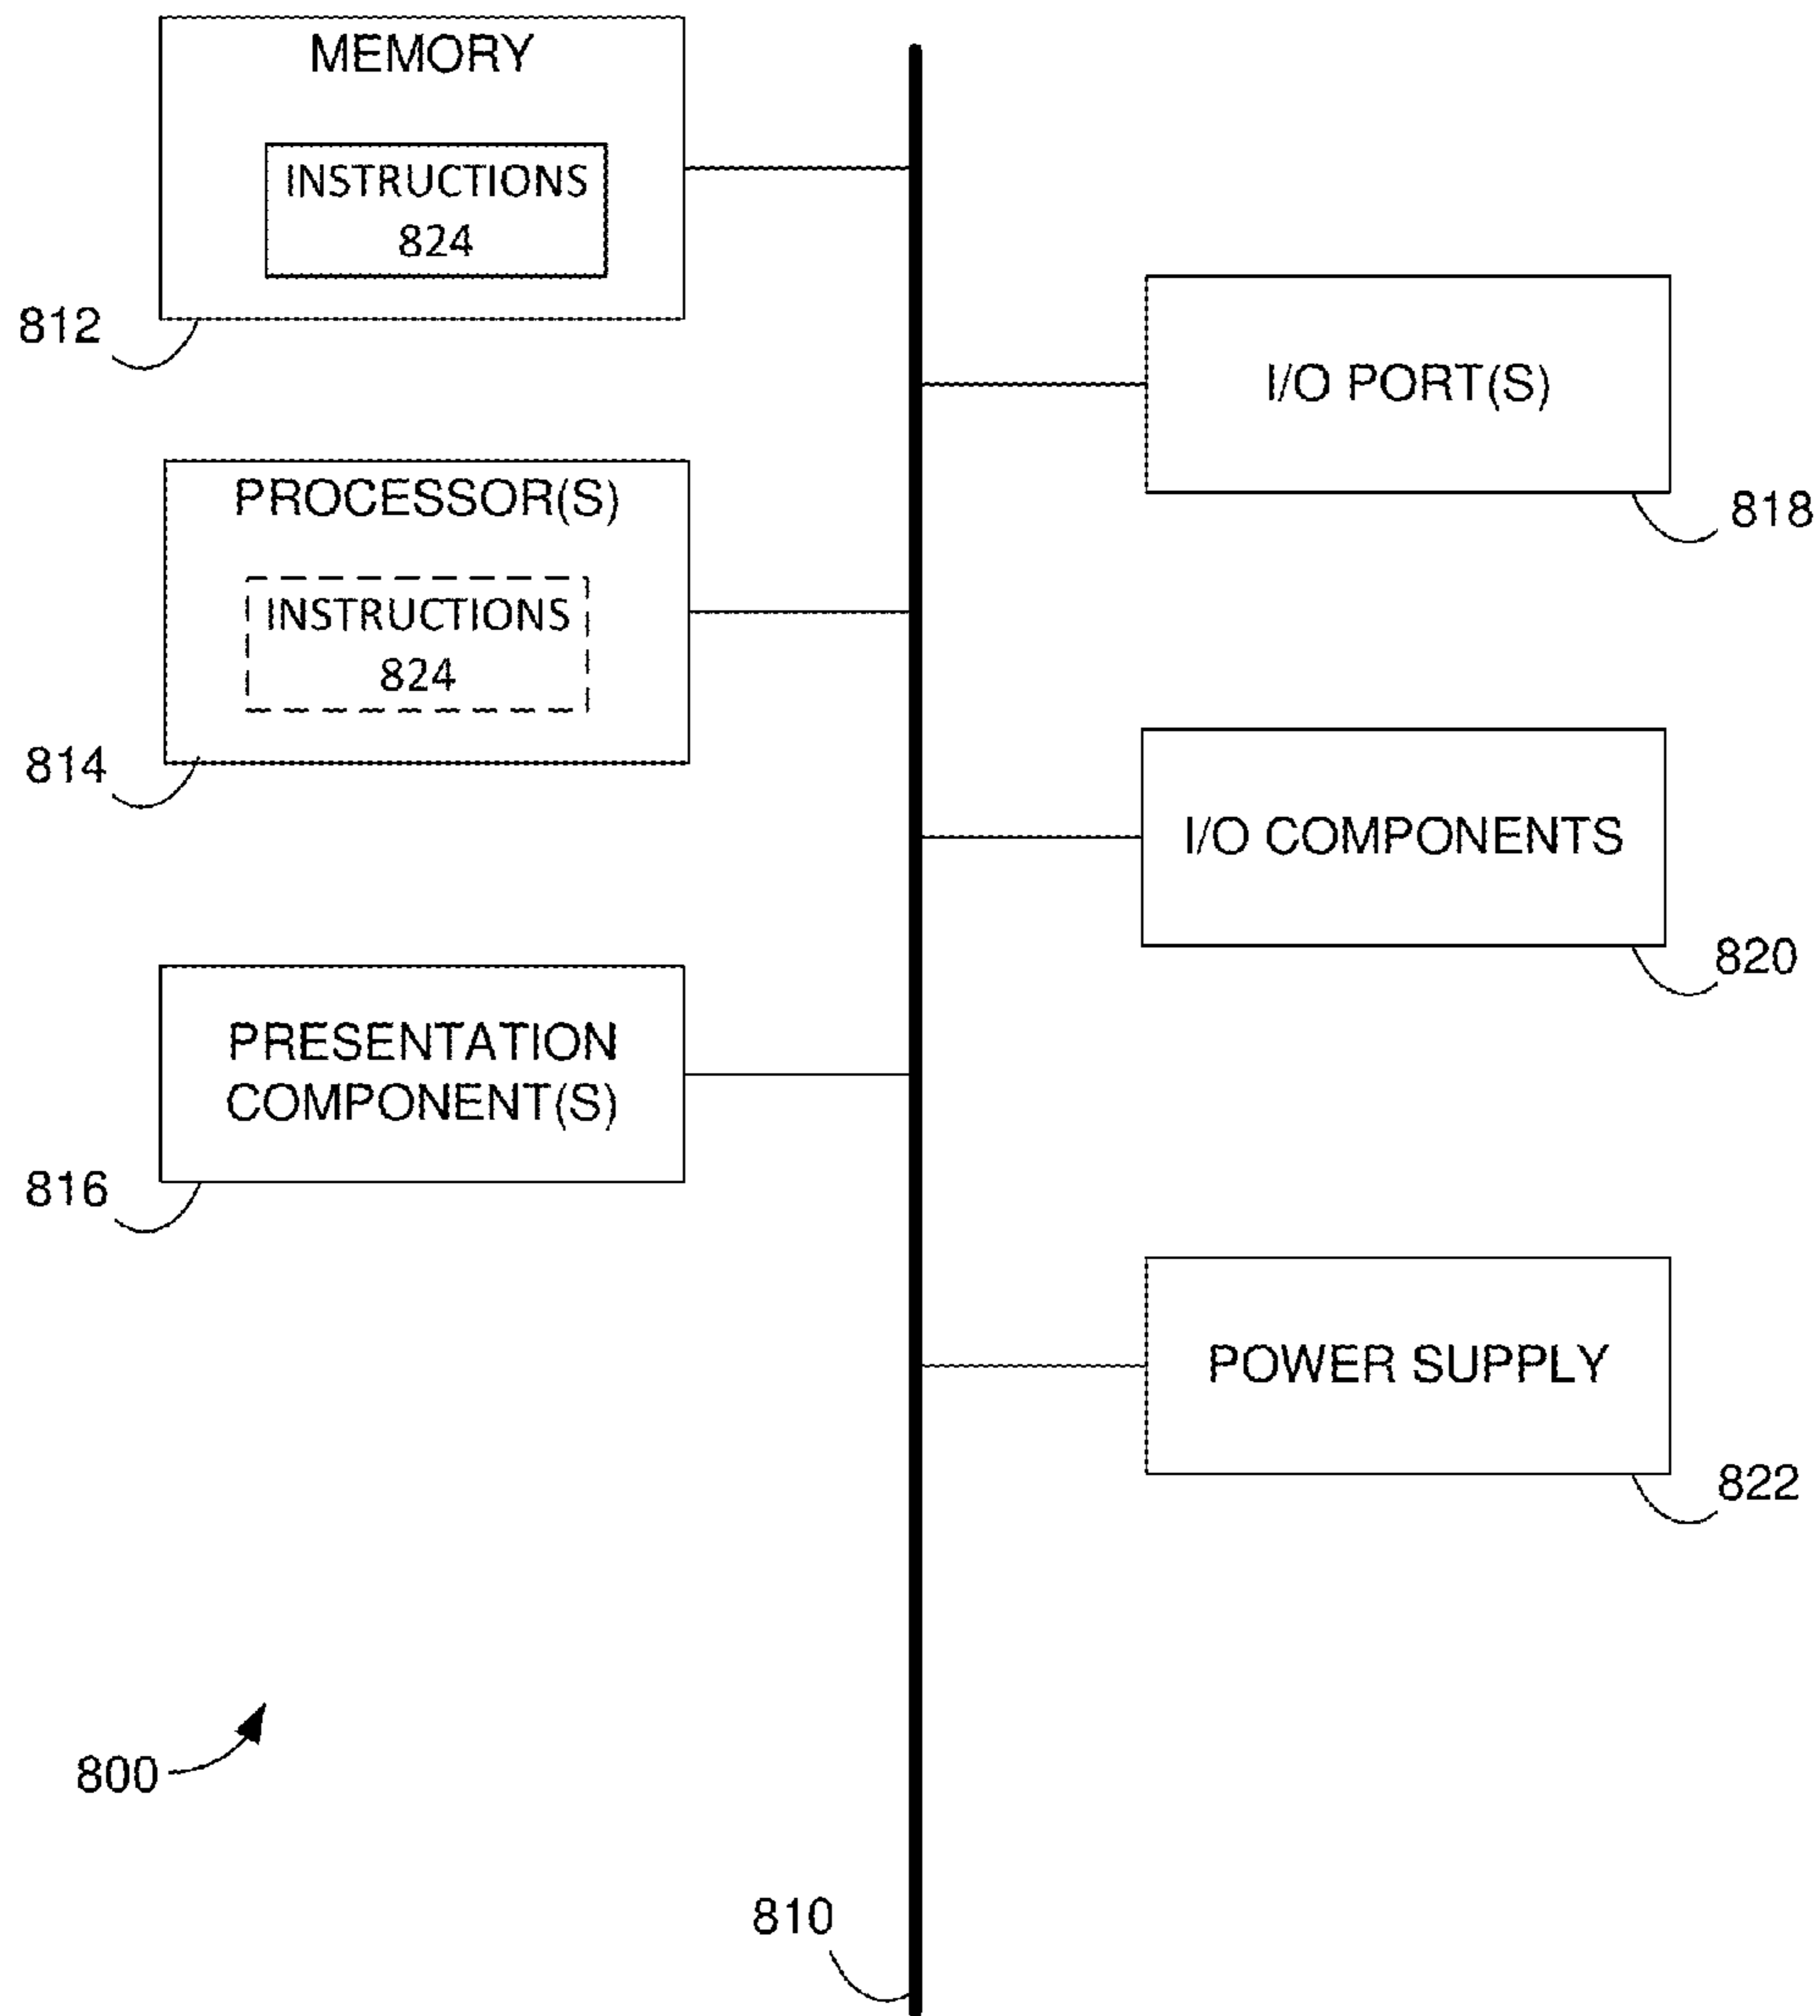 MEMORY
INSTRUCTIONS
824
812
PROCESSOR(S)
INSTRUCTIONS
824
814
PRESENTATION
COMPONENT(S)
816
I/O PORT(S)
818
I/O COMPONENTS
820
POWER SUPPLY
822
800
810